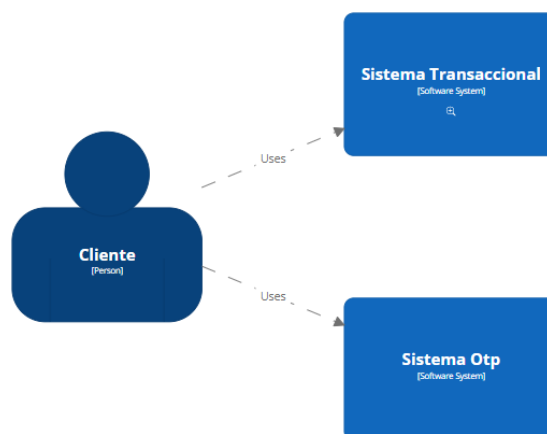 Sistema Transaccional
[Software System]
Uses
Cliente
[Person]
Uses
Sistema Otp
[Software System]